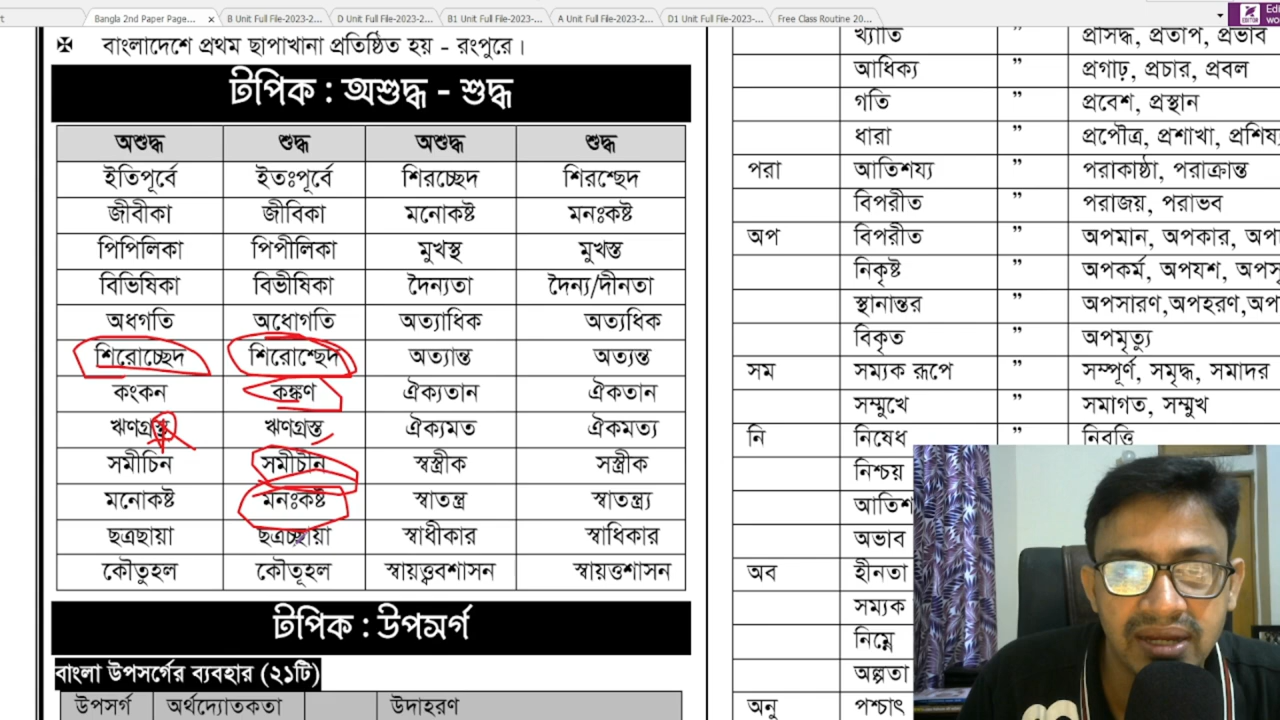 Bangla 2nd Paper Page... x
B Unit Full File-2023-2...
D Unit Full File-2023-2...
B1 Unit Full File-2023-2...
A Unit Full File-2023-2...
D1 Unit Full File-2023-...
Free Class Routine 20...
✠ বাংলাদেশে প্রথম ছাপাখানা প্রতিষ্ঠিত হয় - রংপুরে।
টপিক : অশুদ্ধ - শুদ্ধ
অশুদ্ধ শুদ্ধ অশুদ্ধ শুদ্ধ
ইতিপূর্বে ইতঃপূর্বে শিরচ্ছেদ শিরশ্ছেদ
জীবীকা জীবিকা মনোকষ্ট মনঃকষ্ট
পিপিলিকা পিপীলিকা মুখস্থ মুখস্ত
বিভিষিকা বিভীষিকা দৈন্যতা দৈন্য/দীনতা
অধগতি অধোগতি অত্যাধিক অত্যধিক
শিরোচ্ছেদ শিরোশ্ছেদ অত্যান্ত অত্যন্ত
কংকন কঙ্কণ ঐক্যতান ঐকতান
ঋণগ্রস্থ ঋণগ্রস্ত ঐক্যমত ঐকমত্য
সমীচিন সমীচীন স্বস্ত্রীক সস্ত্রীক
মনোকষ্ট মনঃকষ্ট স্বাতন্ত্র স্বাতন্ত্র্য
ছত্রছায়া ছত্রচ্ছায়া স্বাধীকার স্বাধিকার
কৌতুহল কৌতূহল স্বায়ত্ত্বশাসন স্বায়ত্তশাসন
টপিক : উপসর্গ
বাংলা উপসর্গের ব্যবহার (২১টি)
উপসর্গ অর্থদ্যোতকতা উদাহরণ
খ্যাতি ” প্রসিদ্ধ, প্রতাপ, প্রভাব
আধিক্য ” প্রগাঢ়, প্রচার, প্রবল
গতি ” প্রবেশ, প্রস্থান
ধারা ” প্রপৌত্র, প্রশাখা, প্রশিষ্য
পরা আতিশয্য ” পরাকাষ্ঠা, পরাক্রান্ত
বিপরীত ” পরাজয়, পরাভব
অপ বিপরীত ” অপমান, অপকার, অপ
নিকৃষ্ট ” অপকর্ম, অপযশ, অপসৃ
স্থানান্তর ” অপসারণ,অপহরণ,অপ
বিকৃত ” অপমৃত্যু
সম সম্যক রূপে ” সম্পূর্ণ, সমৃদ্ধ, সমাদর
সম্মুখে ” সমাগত, সম্মুখ
নি নিষেধ ” নিবৃত্তি
নিশ্চয়
আতিশ
অভাব
অব হীনতা
সম্যক
নিম্নে
অল্পতা
অনু পশ্চাৎ